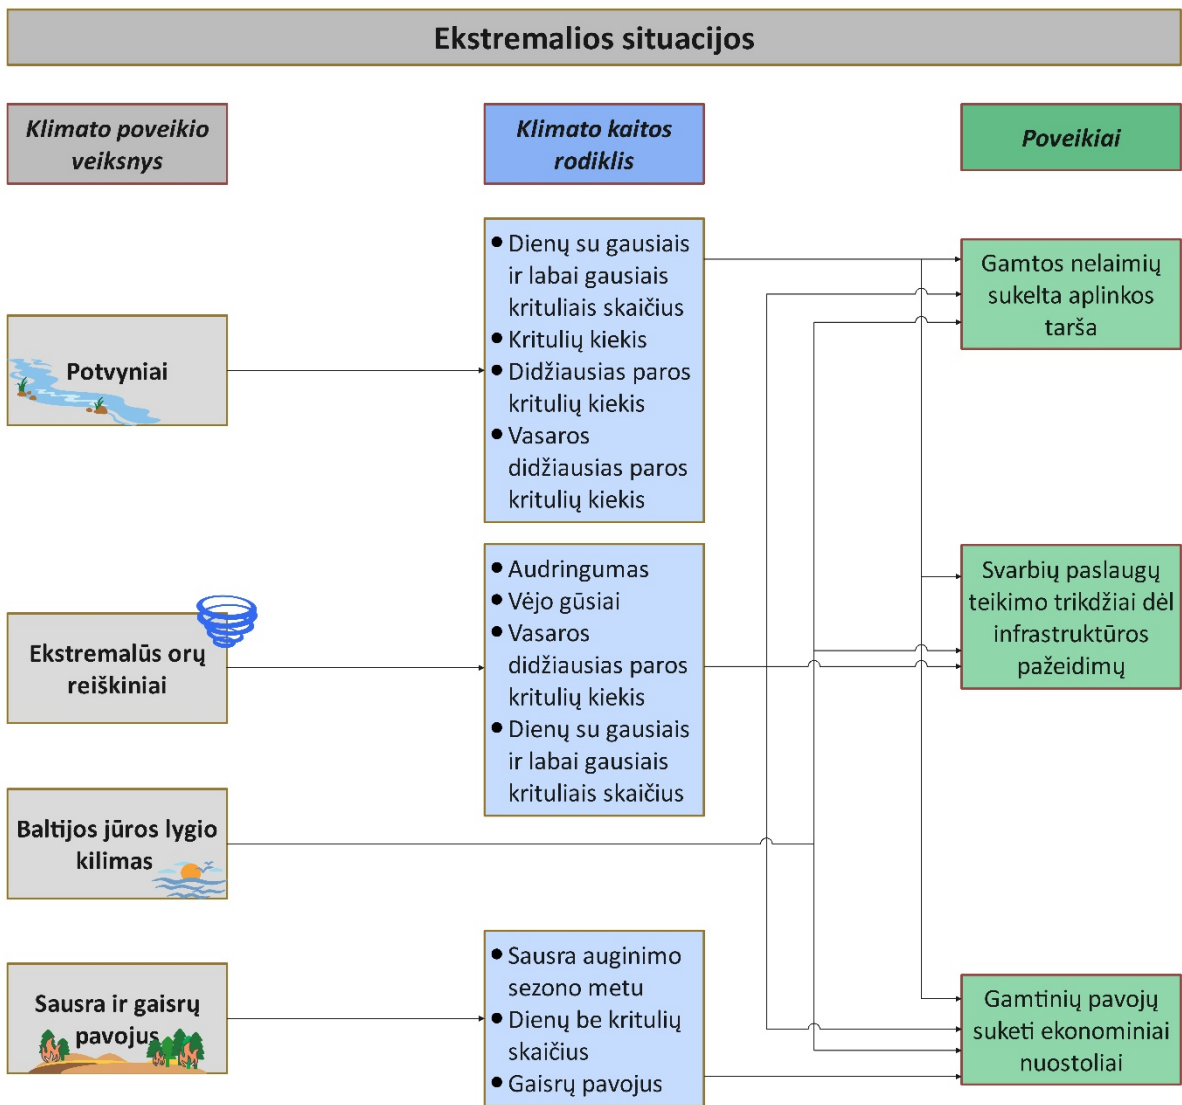 Ekstremalios situacijos
Klimato poveikio
veiksnys
Klimato kaitos
rodiklis
Poveikiai
Potvyniai
● Dienų su gausiais
ir labai gausiais
krituliais skaičius
● Kritulių kiekis
● Didžiausias paros
kritulių kiekis
● Vasaros
didžiausias paros
kritulių kiekis
Gamtos nelaimių
sukelta aplinkos
tarša
Ekstremalūs orų
reiškiniai
● Audringumas
● Vėjo gūsiai
● Vasaros
didžiausias paros
kritulių kiekis
● Dienų su gausiais
ir labai gausiais
krituliais skaičius
Svarbių paslaugų
teikimo trikdžiai dėl
infrastruktūros
pažeidimų
Baltijos jūros lygio
kilimas
Sausra ir gaisrų
pavojus
● Sausra auginimo
sezono metu
● Dienų be kritulių
skaičius
● Gaisrų pavojus
Gamtinių pavojų
suketi ekonominiai
nuostoliai